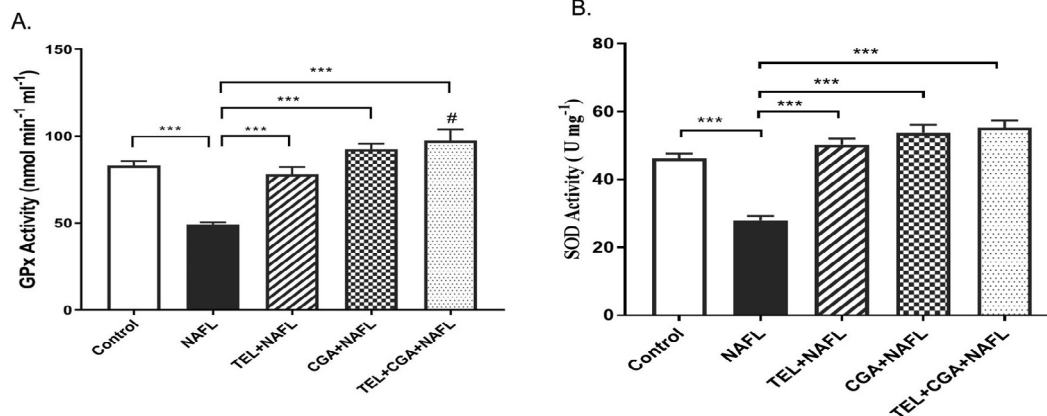 A.
GPx Activity (nmol min⁻¹ ml⁻¹)
150
100
50
0
***
***
***
***
#
Control
NAFL
TEL+NAFL
CGA+NAFL
TEL+CGA+NAFL
B.
SOD Activity ( U mg⁻¹)
80
60
40
20
0
***
***
***
***
Control
NAFL
TEL+NAFL
CGA+NAFL
TEL+CGA+NAFL